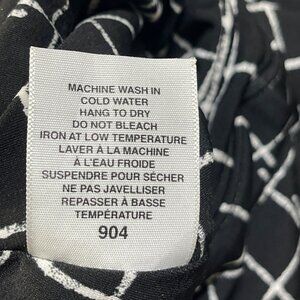 MACHINE WASH IN
COLD WATER
HANG TO DRY
DO NOT BLEACH
IRON AT LOW TEMPERATURE
LAVER À LA MACHINE
À L'EAU FROIDE
SUSPENDRE POUR SÉCHER
NE PAS JAVELLISER
REPASSER À BASSE
TEMPÉRATURE
904